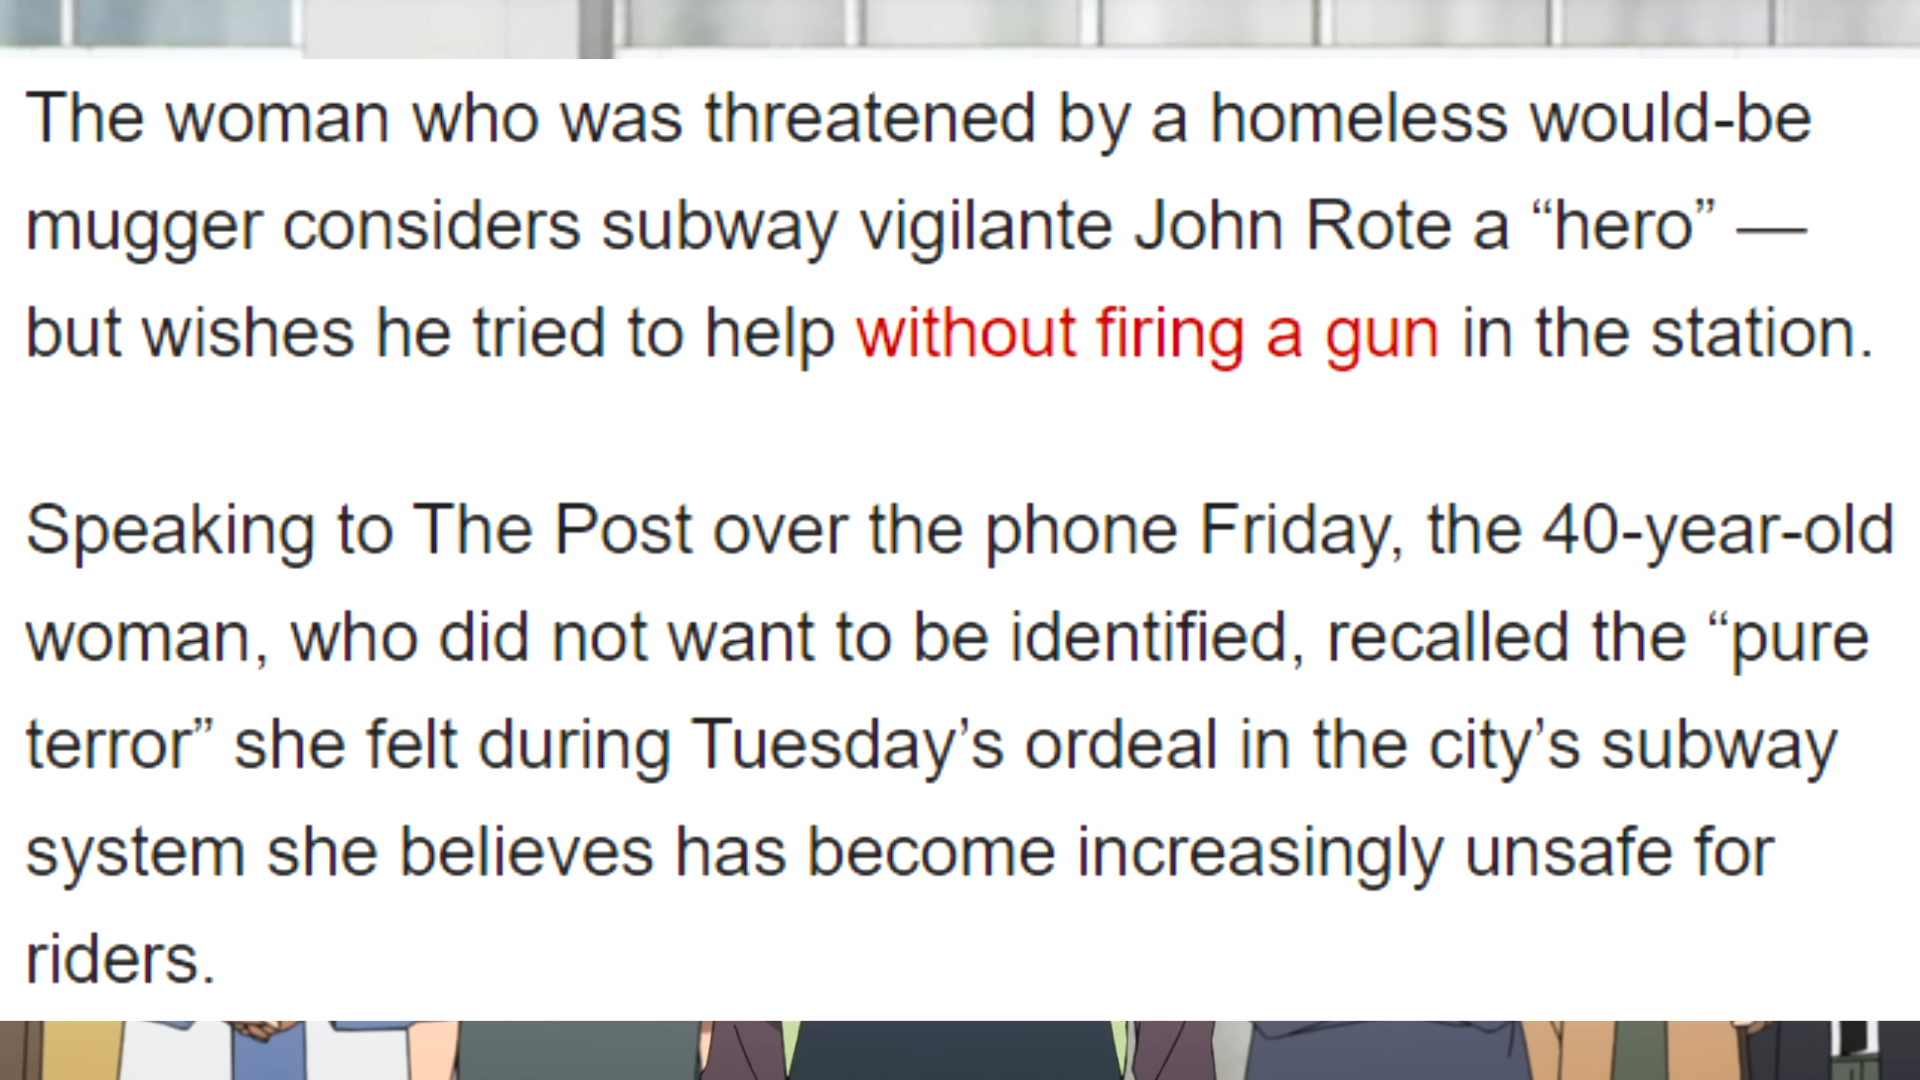 The woman who was threatened by a homeless would-be
mugger considers subway vigilante John Rote a “hero” —
but wishes he tried to help without firing a gun in the station.
Speaking to The Post over the phone Friday, the 40-year-old
woman, who did not want to be identified, recalled the “pure
terror” she felt during Tuesday’s ordeal in the city’s subway
system she believes has become increasingly unsafe for
riders.